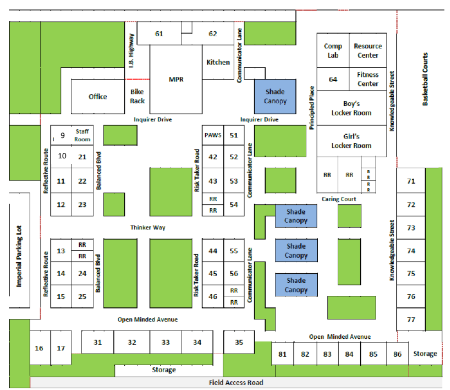 61
62
I.B. Highway
MPR
Kitchen
Communicator Lane
Office
Bike
Rack
Shade
Canopy
Principled Place
Comp
Lab
Resource
Center
64
Fitness
Center
Boy's
Locker Room
Girl's
Locker Room
RR
RR
Knowledgeable Street
Basketball Courts
Inquirer Drive
Inquirer Drive
Reflective Route
9
Staff
Room
10
21
11
22
12
23
Balanced Blvd
Risk Taker Road
PAWS
51
42
52
43
53
RR
RR
54
Communicator Lane
Caring Court
Thinker Way
Imperial Parking Lot
Reflective Route
13
RR
RR
14
24
15
25
Balanced Blvd
Risk Taker Road
44
55
45
56
46
RR
RR
Communicator Lane
Shade
Canopy
Shade
Canopy
Shade
Canopy
Knowledgeable Street
71
72
73
74
75
76
77
Open Minded Avenue
Open Minded Avenue
16
17
31
32
33
34
35
81
82
83
84
85
86
Storage
Storage
Field Access Road